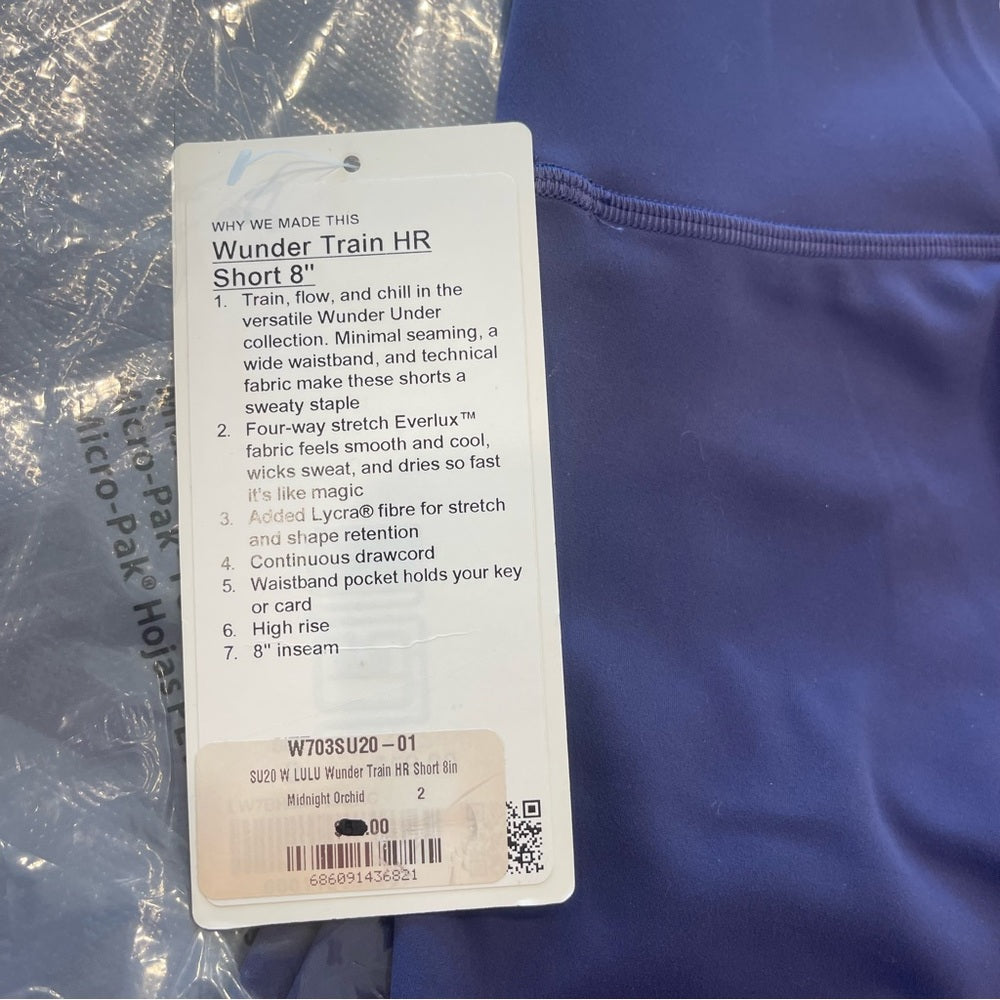 WHY WE MADE THIS
Wunder Train HR
Short 8"
1. Train, flow, and chill in the
versatile Wunder Under
collection. Minimal seaming, a
wide waistband, and technical
fabric make these shorts a
sweaty staple
2. Four-way stretch Everlux™
fabric feels smooth and cool,
wicks sweat, and dries so fast
it's like magic
3. Added Lycra® fibre for stretch
and shape retention
4. Continuous drawcord
5. Waistband pocket holds your key
or card
6. High rise
7. 8" inseam
W703SU20-01
SU20 W LULU Wunder Train HR Short 8in
Midnight Orchid 2
.00
686091436821
Micro-Pak
Micro-Pak® Hojas